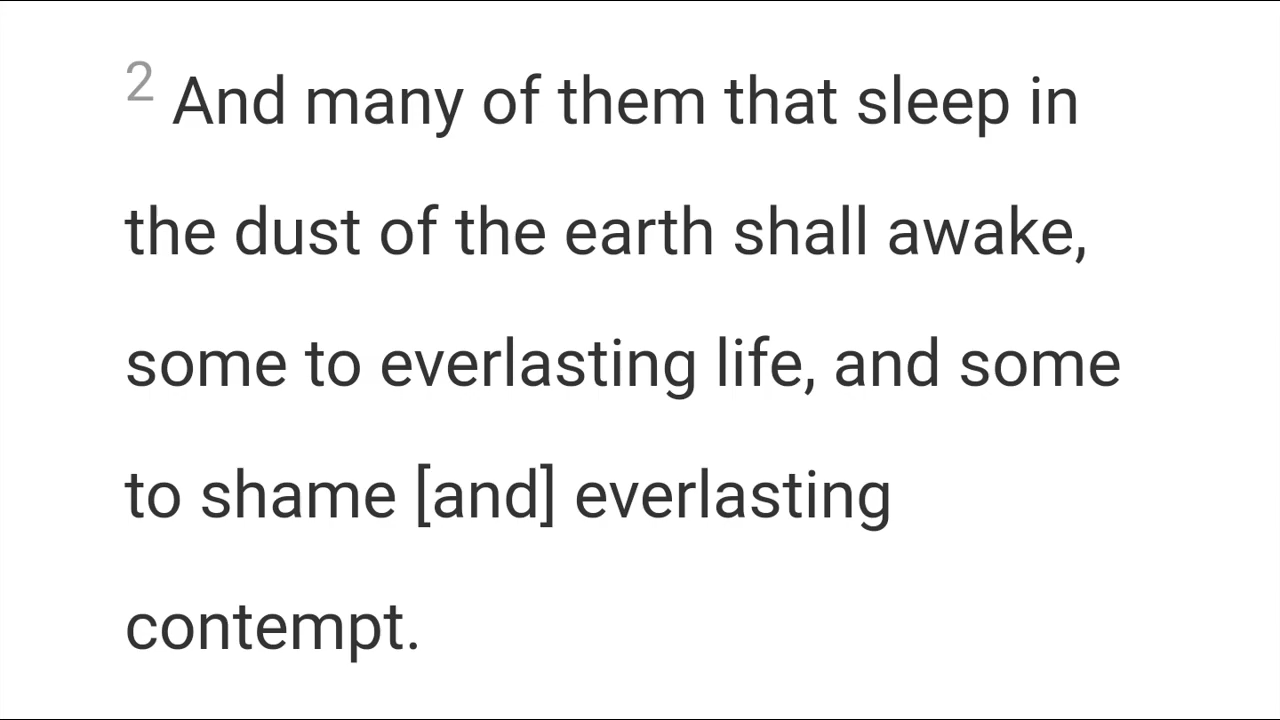 2 And many of them that sleep in
the dust of the earth shall awake,
some to everlasting life, and some
to shame [and] everlasting
contempt.